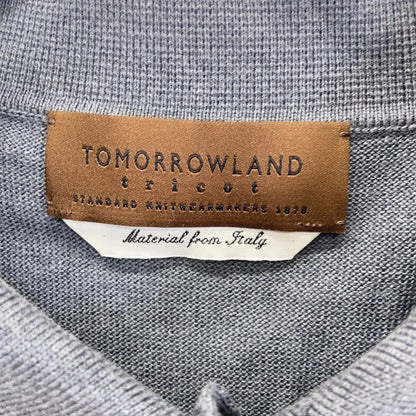 TOMORROWLAND
tricot
STANDARD KNITWEARMAKERS 1978
Material from Italy